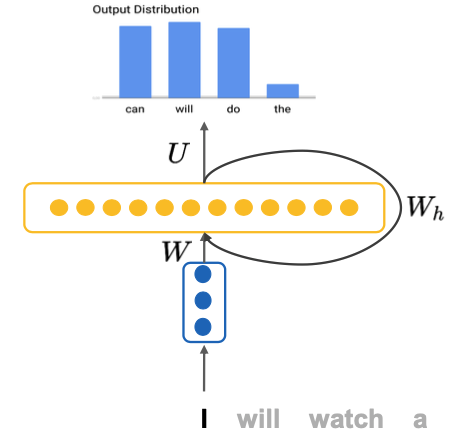 Output Distribution
can will do the
U
W_h
W
I will watch a